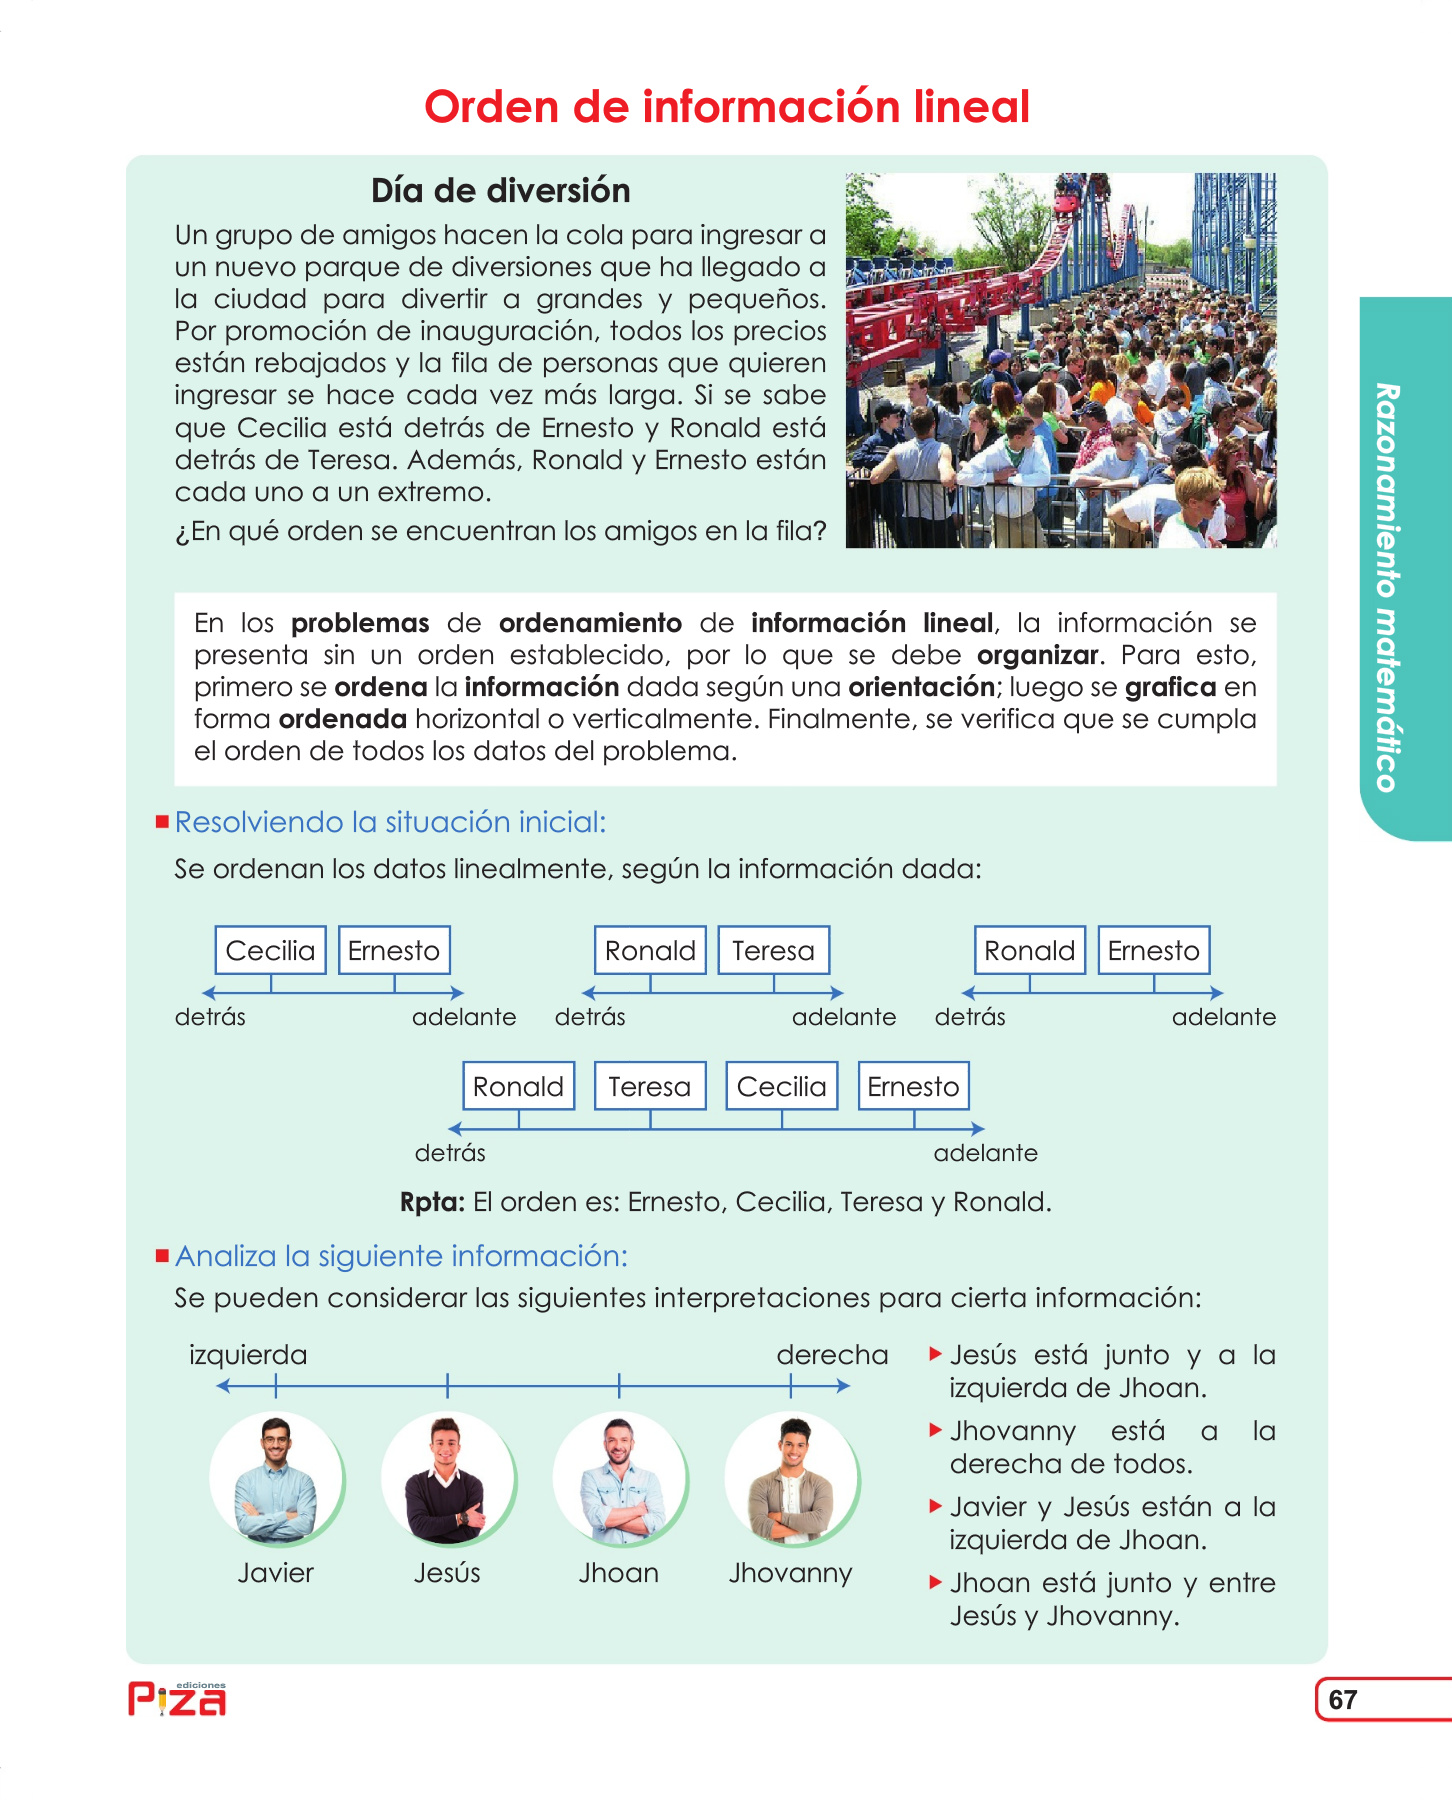 Orden de información lineal
Día de diversión
Un grupo de amigos hacen la cola para ingresar a
un nuevo parque de diversiones que ha llegado a
la ciudad para divertir a grandes y pequeños.
Por promoción de inauguración, todos los precios
están rebajados y la fila de personas que quieren
ingresar se hace cada vez más larga. Si se sabe
que Cecilia está detrás de Ernesto y Ronald está
detrás de Teresa. Además, Ronald y Ernesto están
cada uno a un extremo.
¿En qué orden se encuentran los amigos en la fila?
En los problemas de ordenamiento de información lineal, la información se
presenta sin un orden establecido, por lo que se debe organizar. Para esto,
primero se ordena la información dada según una orientación; luego se grafica en
forma ordenada horizontal o verticalmente. Finalmente, se verifica que se cumpla
el orden de todos los datos del problema.
Resolviendo la situación inicial:
Se ordenan los datos linealmente, según la información dada:
Cecilia Ernesto
detrás adelante
Ronald Teresa
detrás adelante
Ronald Ernesto
detrás adelante
Ronald Teresa Cecilia Ernesto
detrás adelante
Rpta: El orden es: Ernesto, Cecilia, Teresa y Ronald.
Analiza la siguiente información:
Se pueden considerar las siguientes interpretaciones para cierta información:
izquierda derecha
Javier Jesús Jhoan Jhovanny
Jesús está junto y a la
izquierda de Jhoan.
Jhovanny está a la
derecha de todos.
Javier y Jesús están a la
izquierda de Jhoan.
Jhoan está junto y entre
Jesús y Jhovanny.
Razonamiento matemático
ediciones
Piza
67